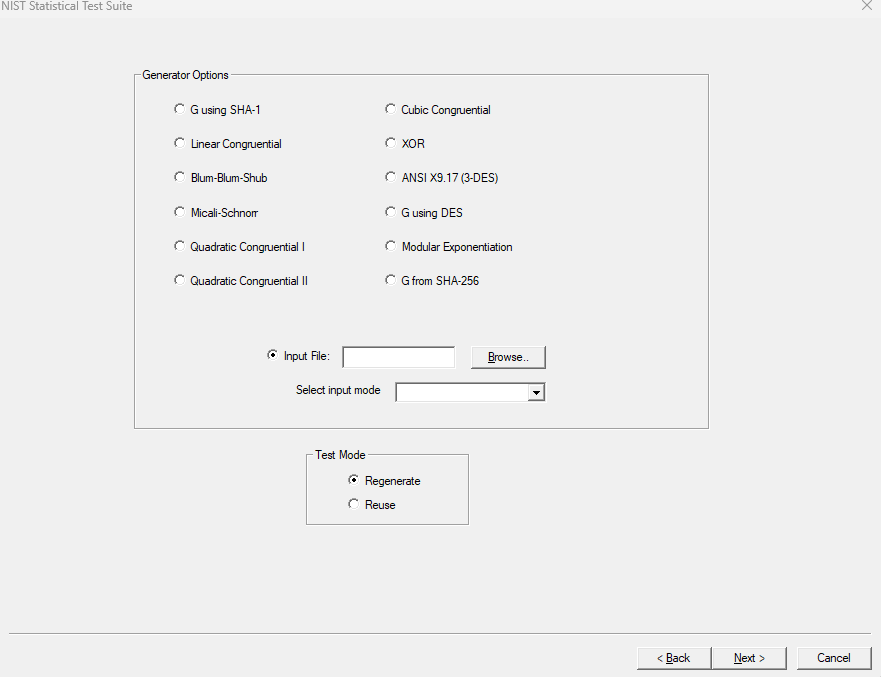 NIST Statistical Test Suite
Generator Options
G using SHA-1
Cubic Congruential
Linear Congruential
XOR
Blum-Blum-Shub
ANSI X9.17 (3-DES)
Micali-Schnorr
G using DES
Quadratic Congruential I
Modular Exponentiation
Quadratic Congruential II
G from SHA-256
Input File:
Browse..
Select input mode
Test Mode
Regenerate
Reuse
< Back
Next >
Cancel